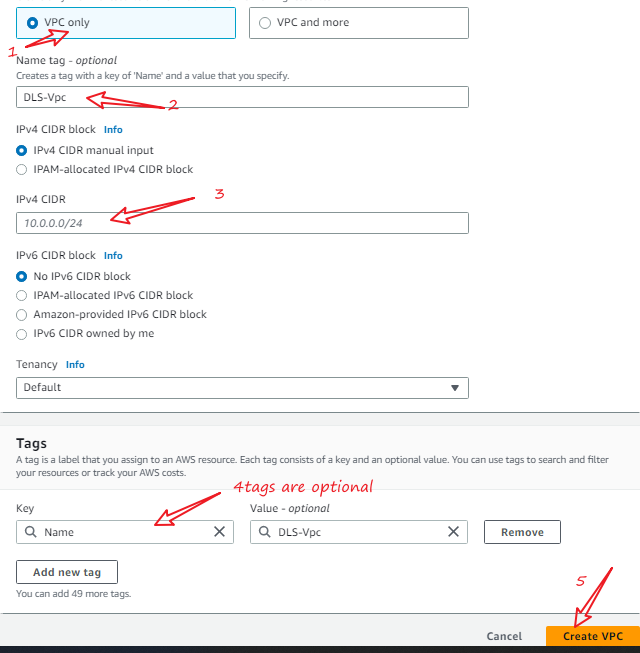 VPC only
VPC and more
1
Name tag - optional
Creates a tag with a key of 'Name' and a value that you specify.
DLS-Vpc
2
IPv4 CIDR block Info
IPv4 CIDR manual input
IPAM-allocated IPv4 CIDR block
3
IPv4 CIDR
10.0.0.0/24
IPv6 CIDR block Info
No IPv6 CIDR block
IPAM-allocated IPv6 CIDR block
Amazon-provided IPv6 CIDR block
IPv6 CIDR owned by me
Tenancy Info
Default
Tags
A tag is a label that you assign to an AWS resource. Each tag consists of a key and an optional value. You can use tags to search and filter
your resources or track your AWS costs.
4tags are optional
Key
Value - optional
Name
DLS-Vpc
Remove
Add new tag
You can add 49 more tags.
5
Cancel
Create VPC